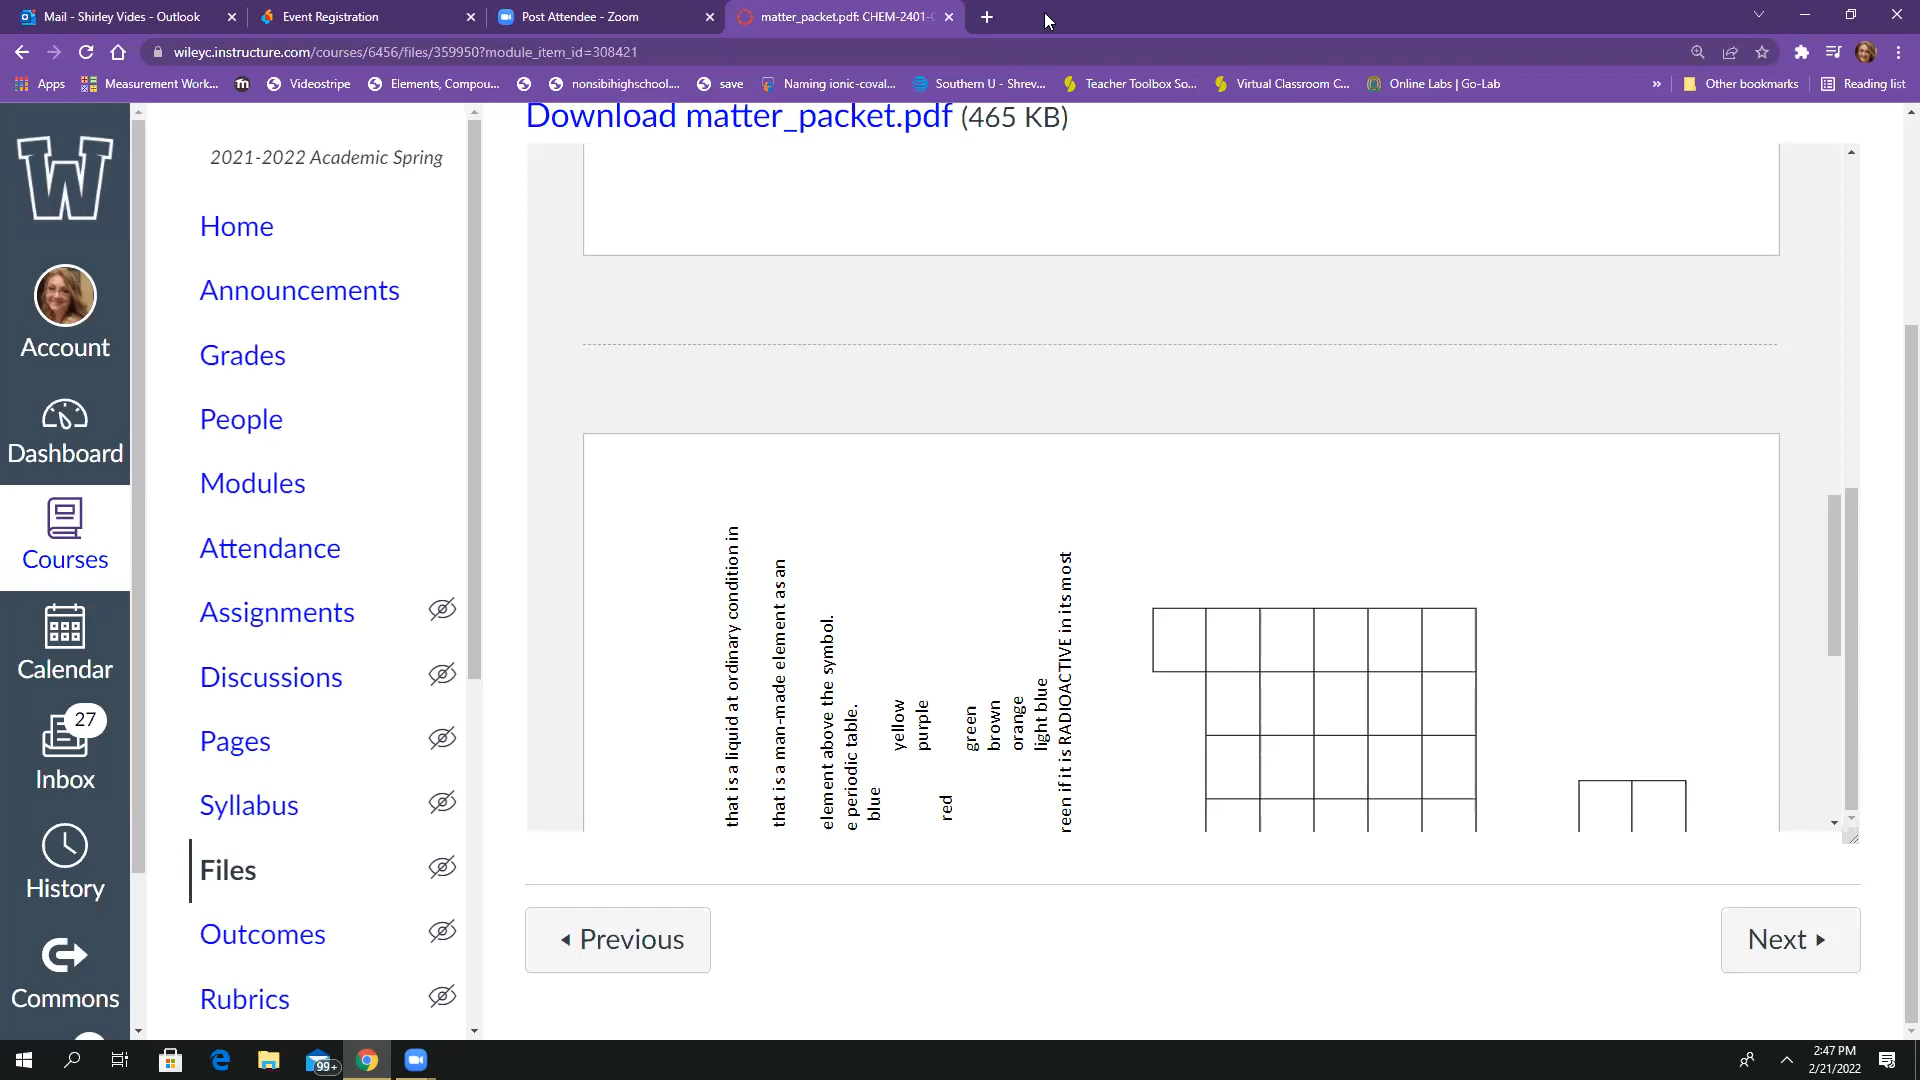 Mail - Shirley Vides - Outlook
Event Registration
Post Attendee - Zoom
matter_packet.pdf: CHEM-2401-
wileyc.instructure.com/courses/6456/files/359950?module_item_id=308421
Apps
Measurement Work...
Videostripe
Elements, Compou...
nonsibihighschool....
save
Naming ionic-coval...
Southern U - Shrev...
Teacher Toolbox So...
Virtual Classroom C...
Online Labs | Go-Lab
»
Other bookmarks
Reading list
W
Account
Dashboard
Courses
Calendar
27
Inbox
History
Commons
2021-2022 Academic Spring
Home
Announcements
Grades
People
Modules
Attendance
Assignments
Discussions
Pages
Syllabus
Files
Outcomes
Rubrics
Download matter_packet.pdf (465 KB)
that is a liquid at ordinary condition in
that is a man-made element as an
element above the symbol.
e periodic table.
blue
yellow
purple
red
green
brown
orange
light blue
reen if it is RADIOACTIVE in its most
Previous
Next
99+
2:47 PM
2/21/2022